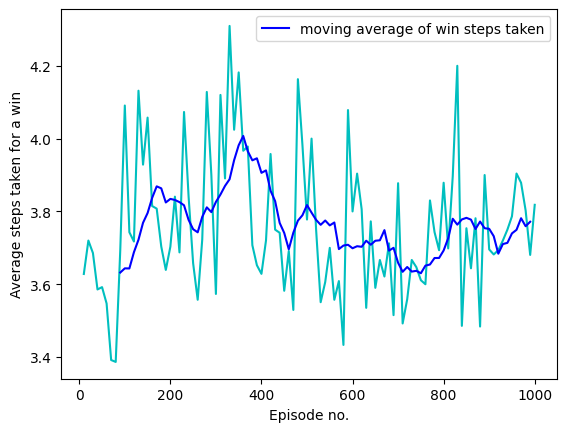 moving average of win steps taken
Average steps taken for a win
4.2
4.0
3.8
3.6
3.4
0 200 400 600 800 1000
Episode no.